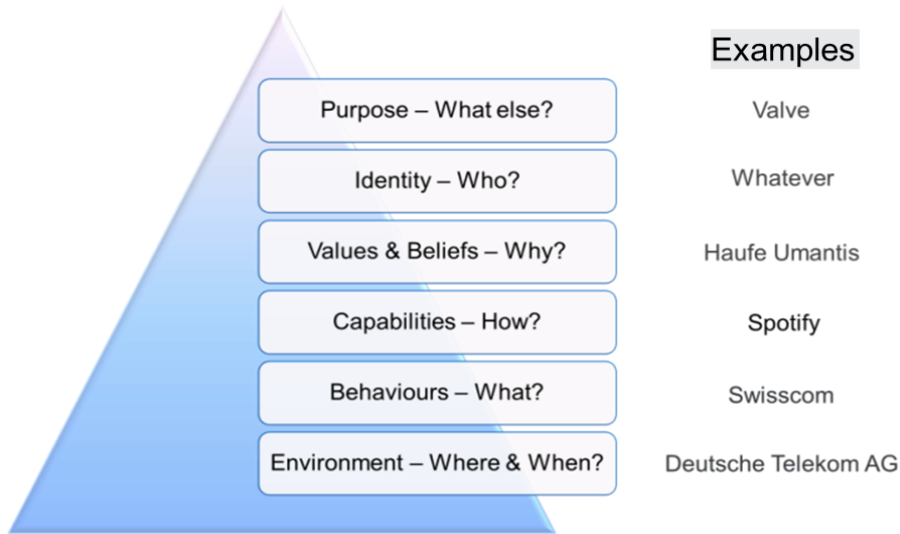 Examples
Purpose – What else?
Valve
Identity – Who?
Whatever
Values & Beliefs – Why?
Haufe Umantis
Capabilities – How?
Spotify
Behaviours – What?
Swisscom
Environment – Where & When?
Deutsche Telekom AG